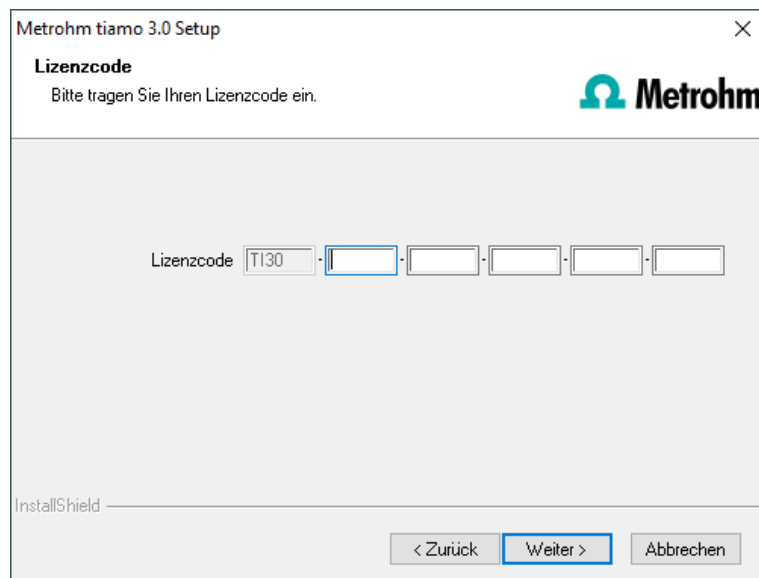 Metrohm tiamo 3.0 Setup
Lizenzcode
Bitte tragen Sie Ihren Lizenzcode ein.
Metrohm
Lizenzcode TI30 - - - - -
InstallShield
< Zurück Weiter > Abbrechen